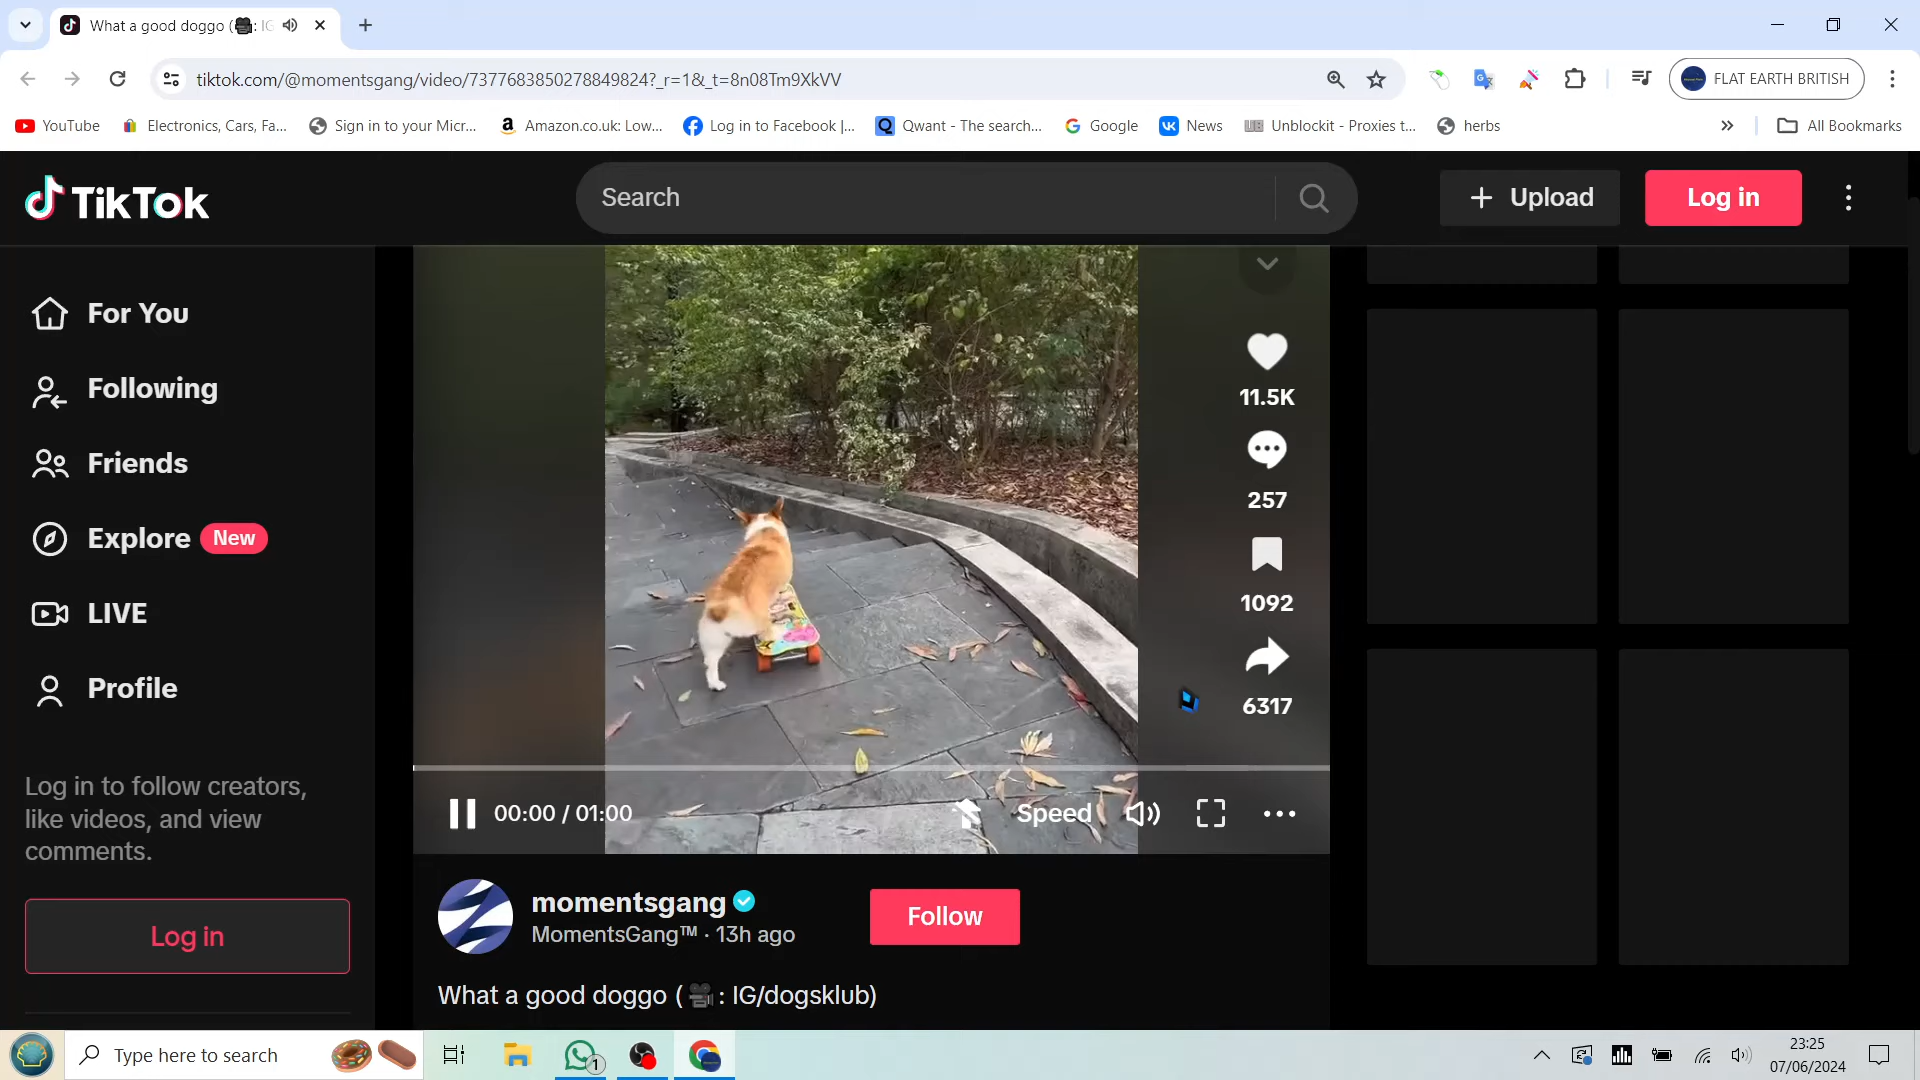 What a good doggo (🎥: IG
tiktok.com/@momentsgang/video/7377683850278849824?_r=1&_t=8n08Tm9XkVV
FLAT EARTH BRITISH
YouTube
Electronics, Cars, Fa...
Sign in to your Micr...
Amazon.co.uk: Low...
Log in to Facebook |...
Qwant - The search...
Google
News
Unblockit - Proxies t...
herbs
»
All Bookmarks
TikTok
Search
+ Upload
Log in
For You
Following
Friends
Explore New
LIVE
Profile
Log in to follow creators,
like videos, and view
comments.
Log in
11.5K
257
1092
6317
00:00 / 01:00
Speed
momentsgang
MomentsGang™ · 13h ago
Follow
What a good doggo (🎥: IG/dogsklub)
Type here to search
1
23:25
07/06/2024